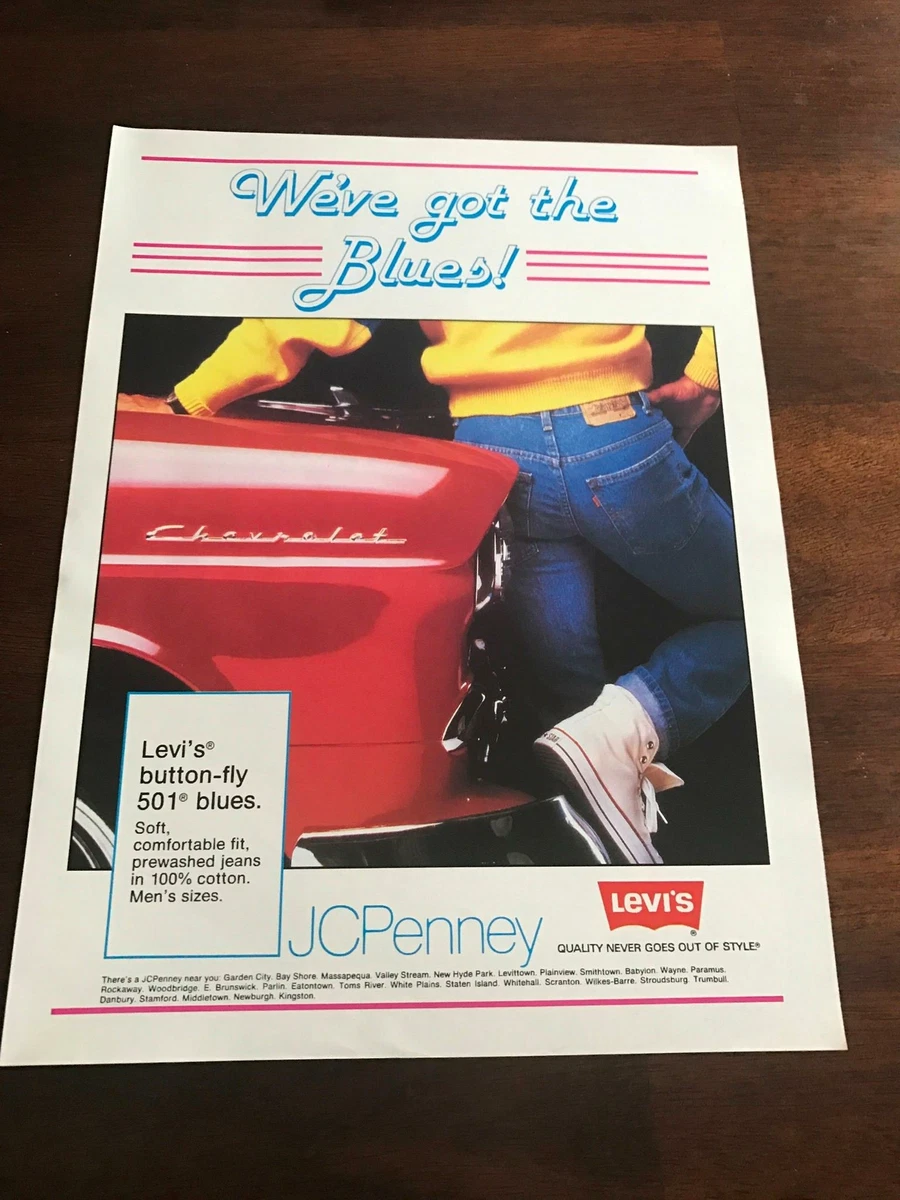 We've got the
Blues!
Chevrolet
Levi's®
button-fly
501® blues.
Soft,
comfortable fit,
prewashed jeans
in 100% cotton.
Men's sizes.
JCPenney
LEVI'S
®
QUALITY NEVER GOES OUT OF STYLE®
There's a JCPenney near you: Garden City. Bay Shore. Massapequa. Valley Stream. New Hyde Park. Levittown. Plainview. Smithtown. Babylon. Wayne. Paramus.
Rockaway. Woodbridge. E. Brunswick. Parlin. Eatontown. Toms River. White Plains. Staten Island. Whitehall. Scranton. Wilkes-Barre. Stroudsburg. Trumbull.
Danbury. Stamford. Middletown. Newburgh. Kingston.